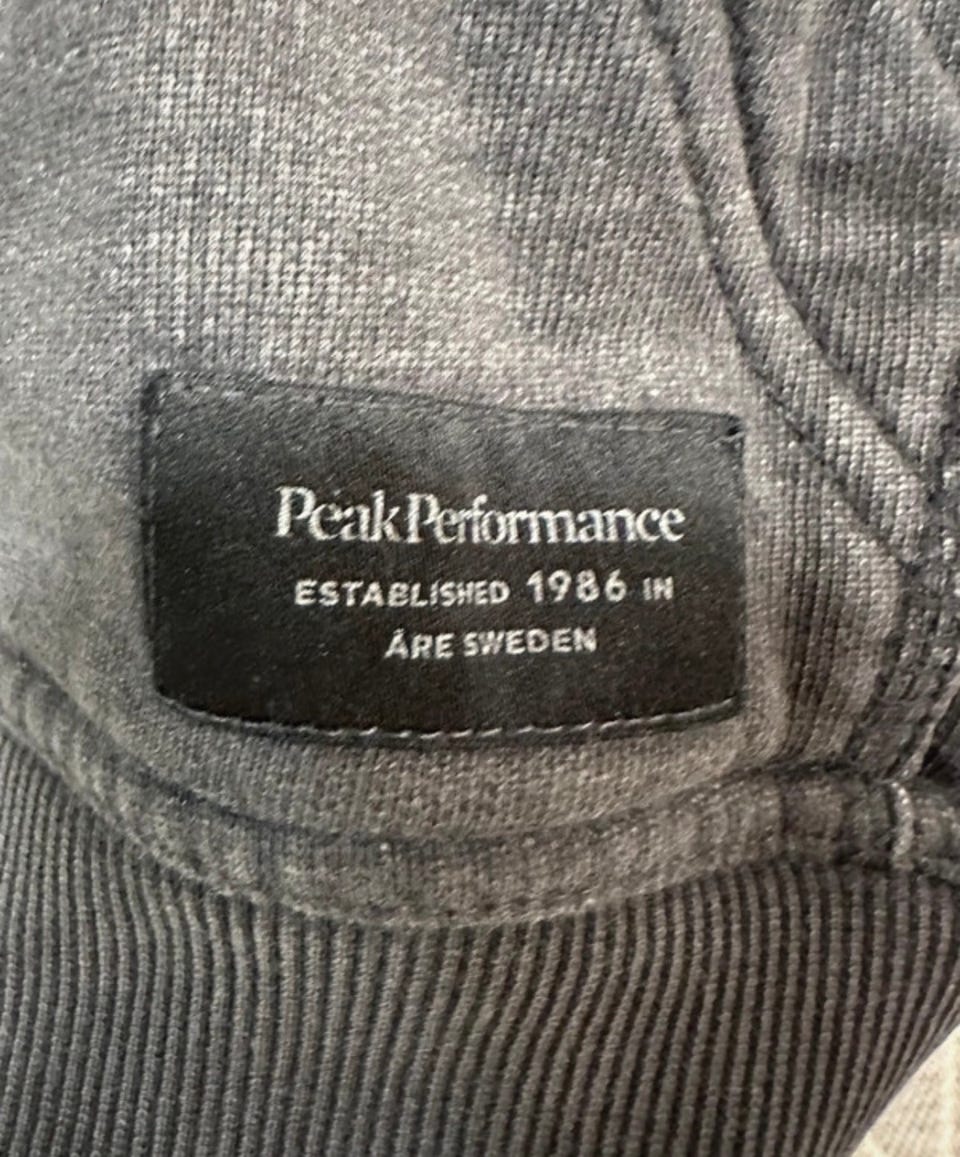 PeakPerformance
ESTABLISHED 1986 IN
ÅRE SWEDEN